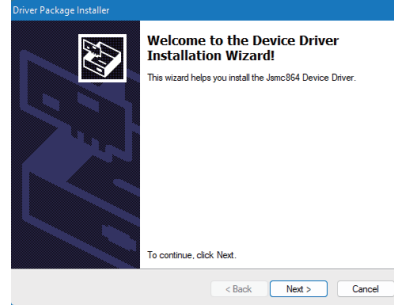 Driver Package Installer
Welcome to the Device Driver
Installation Wizard!
This wizard helps you install the Jsmc864 Device Driver.
To continue, click Next.
< Back Next > Cancel